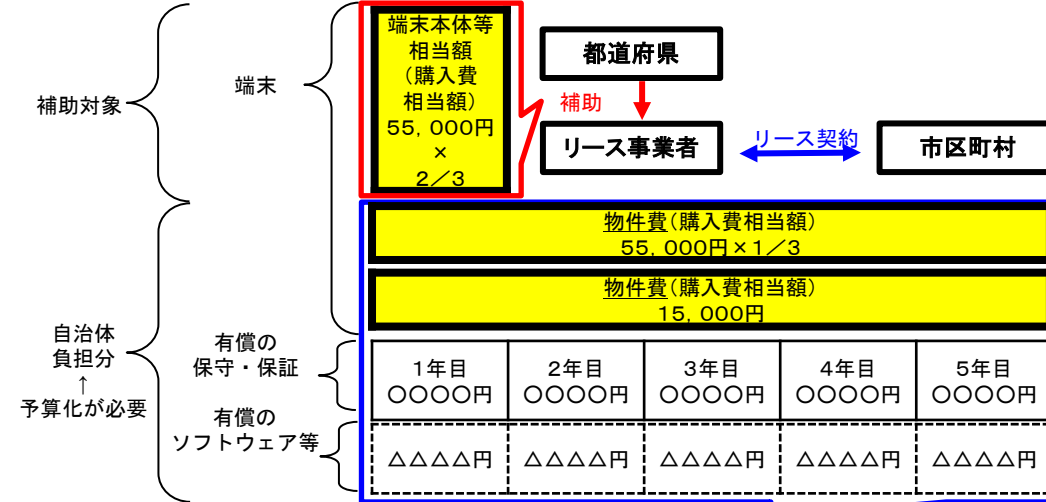 補助対象
端末
端末本体等
相当額
(購入費
相当額)
55,000円
×
2/3
都道府県
補助
リース事業者
リース契約
市区町村
物件費(購入費相当額)
55,000円×1/3
物件費(購入費相当額)
15,000円
自治体
負担分
↑
予算化が必要
有償の
保守・保証
1年目
○○○○円
2年目
○○○○円
3年目
○○○○円
4年目
○○○○円
5年目
○○○○円
有償の
ソフトウェア等
△△△△円
△△△△円
△△△△円
△△△△円
△△△△円